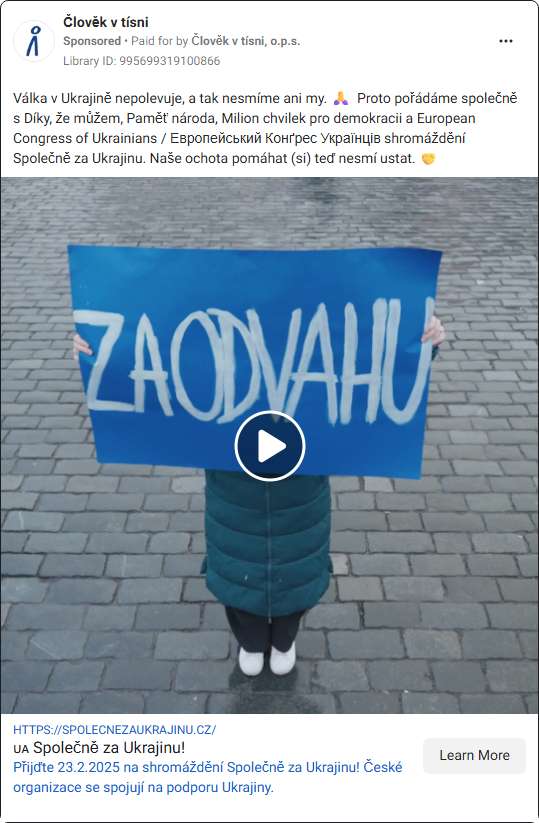 Člověk v tísni
Sponsored • Paid for by Člověk v tísni, o.p.s.
Library ID: 995699319100866
Válka v Ukrajině nepolevuje, a tak nesmíme ani my. 🙏 Proto pořádáme společně
s Díky, že můžem, Paměť národa, Milion chvilek pro demokracii a European
Congress of Ukrainians / Европейський Конґрес Українців shromáždění
Společně za Ukrajinu. Naše ochota pomáhat (si) teď nesmí ustat. 🤝
ZA ODVAHU
HTTPS://SPOLECNEZAUKRAJINU.CZ/
UA Společně za Ukrajinu!
Přijďte 23.2.2025 na shromáždění Společně za Ukrajinu! České
organizace se spojují na podporu Ukrajiny.
Learn More